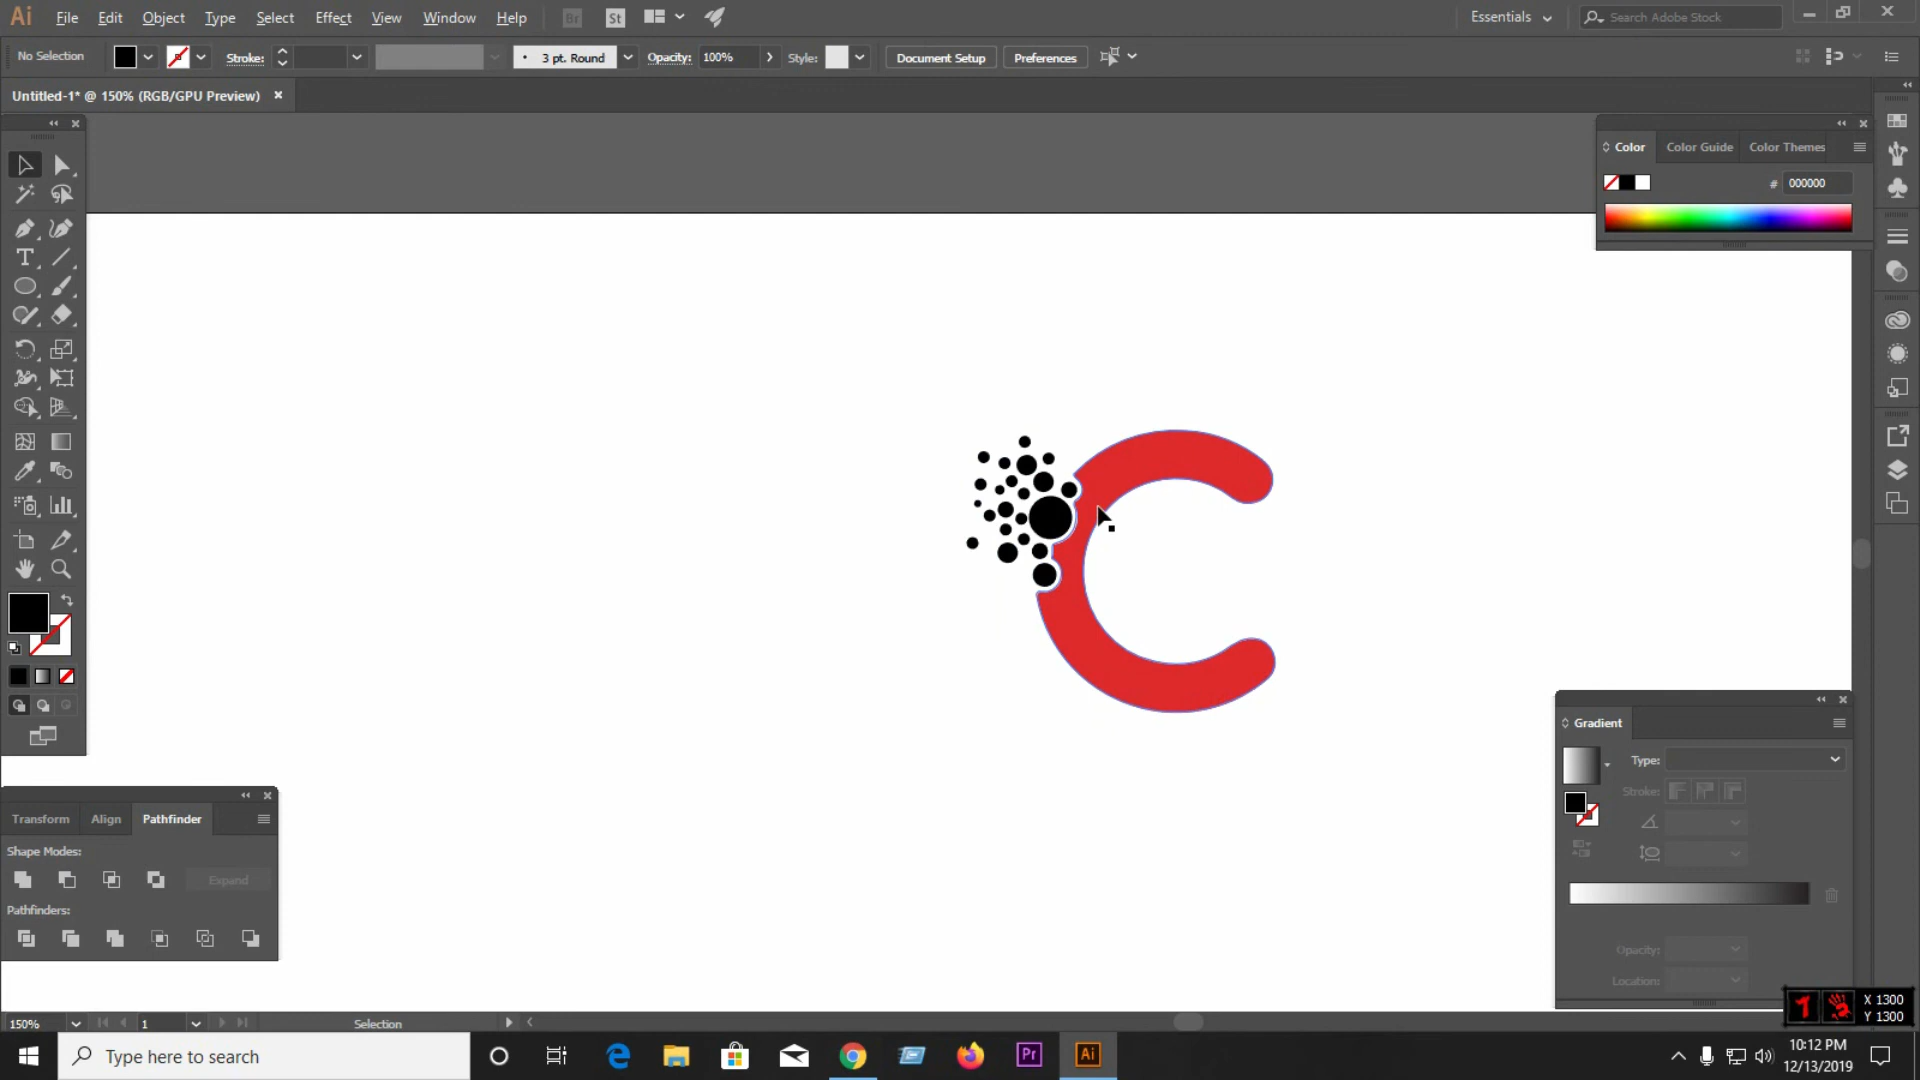 Ai File Edit Object Type Select Effect View Window Help Br St Essentials Search Adobe Stock
No Selection Stroke: 3 pt. Round Opacity: 100% Style: Document Setup Preferences
Untitled-1* @ 150% (RGB/GPU Preview)
Color Color Guide Color Themes
# 000000
C
Gradient
Type:
Stroke:
Opacity:
Location:
Transform Align Pathfinder
Shape Modes:
Expand
Pathfinders:
X 1300
Y 1300
150% 1 Selection
Type here to search
Pr Ai
10:12 PM
12/13/2019